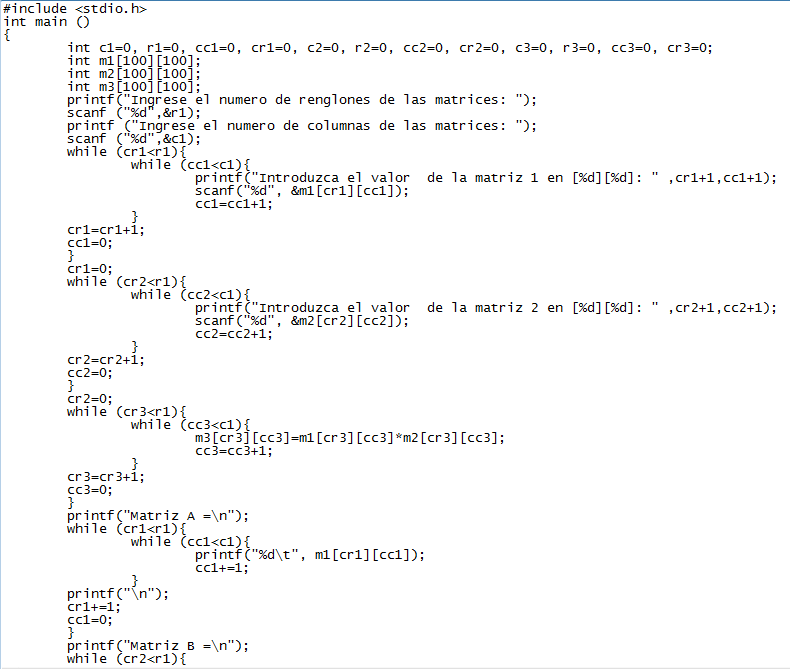 #include <stdio.h>
int main ()
{
        int c1=0, r1=0, cc1=0, cr1=0, c2=0, r2=0, cc2=0, cr2=0, c3=0, r3=0, cc3=0, cr3=0;
        int m1[100][100];
        int m2[100][100];
        int m3[100][100];
        printf("Ingrese el numero de renglones de las matrices: ");
        scanf ("%d",&r1);
        printf ("Ingrese el numero de columnas de las matrices: ");
        scanf ("%d",&c1);
        while (cr1<r1){
                while (cc1<c1){
                        printf("Introduzca el valor  de la matriz 1 en [%d][%d]: " ,cr1+1,cc1+1);
                        scanf("%d", &m1[cr1][cc1]);
                        cc1=cc1+1;
                }
        cr1=cr1+1;
        cc1=0;
        }
        cr1=0;
        while (cr2<r1){
                while (cc2<c1){
                        printf("Introduzca el valor  de la matriz 2 en [%d][%d]: " ,cr2+1,cc2+1);
                        scanf("%d", &m2[cr2][cc2]);
                        cc2=cc2+1;
                }
        cr2=cr2+1;
        cc2=0;
        }
        cr2=0;
        while (cr3<r1){
                while (cc3<c1){
                        m3[cr3][cc3]=m1[cr3][cc3]*m2[cr3][cc3];
                        cc3=cc3+1;
                }
        cr3=cr3+1;
        cc3=0;
        }
        printf("Matriz A =\n");
        while (cr1<r1){
                while (cc1<c1){
                        printf("%d\t", m1[cr1][cc1]);
                        cc1+=1;
                }
        printf("\n");
        cr1+=1;
        cc1=0;
        }
        printf("Matriz B =\n");
        while (cr2<r1){